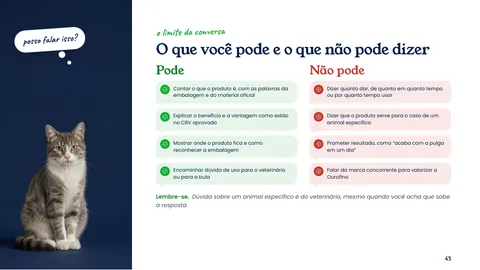 posso falar isso?
o limite da conversa
O que você pode e o que não pode dizer
Pode
Contar o que o produto é, com as palavras da
embalagem e do material oficial
Explicar o benefício e a vantagem como estão
no CBV aprovado
Mostrar onde o produto fica e como
reconhecer a embalagem
Encaminhar dúvida de uso para o veterinário
ou para a bula
Não pode
Dizer quanto dar, de quanto em quanto tempo
ou por quanto tempo usar
Dizer que o produto serve para o caso de um
animal específico
Prometer resultado, como "acaba com a pulga
em um dia"
Falar da marca concorrente para valorizar a
Ourofino
Lembre-se. Dúvida sobre um animal específico é do veterinário, mesmo quando você acha que sabe
a resposta.
43